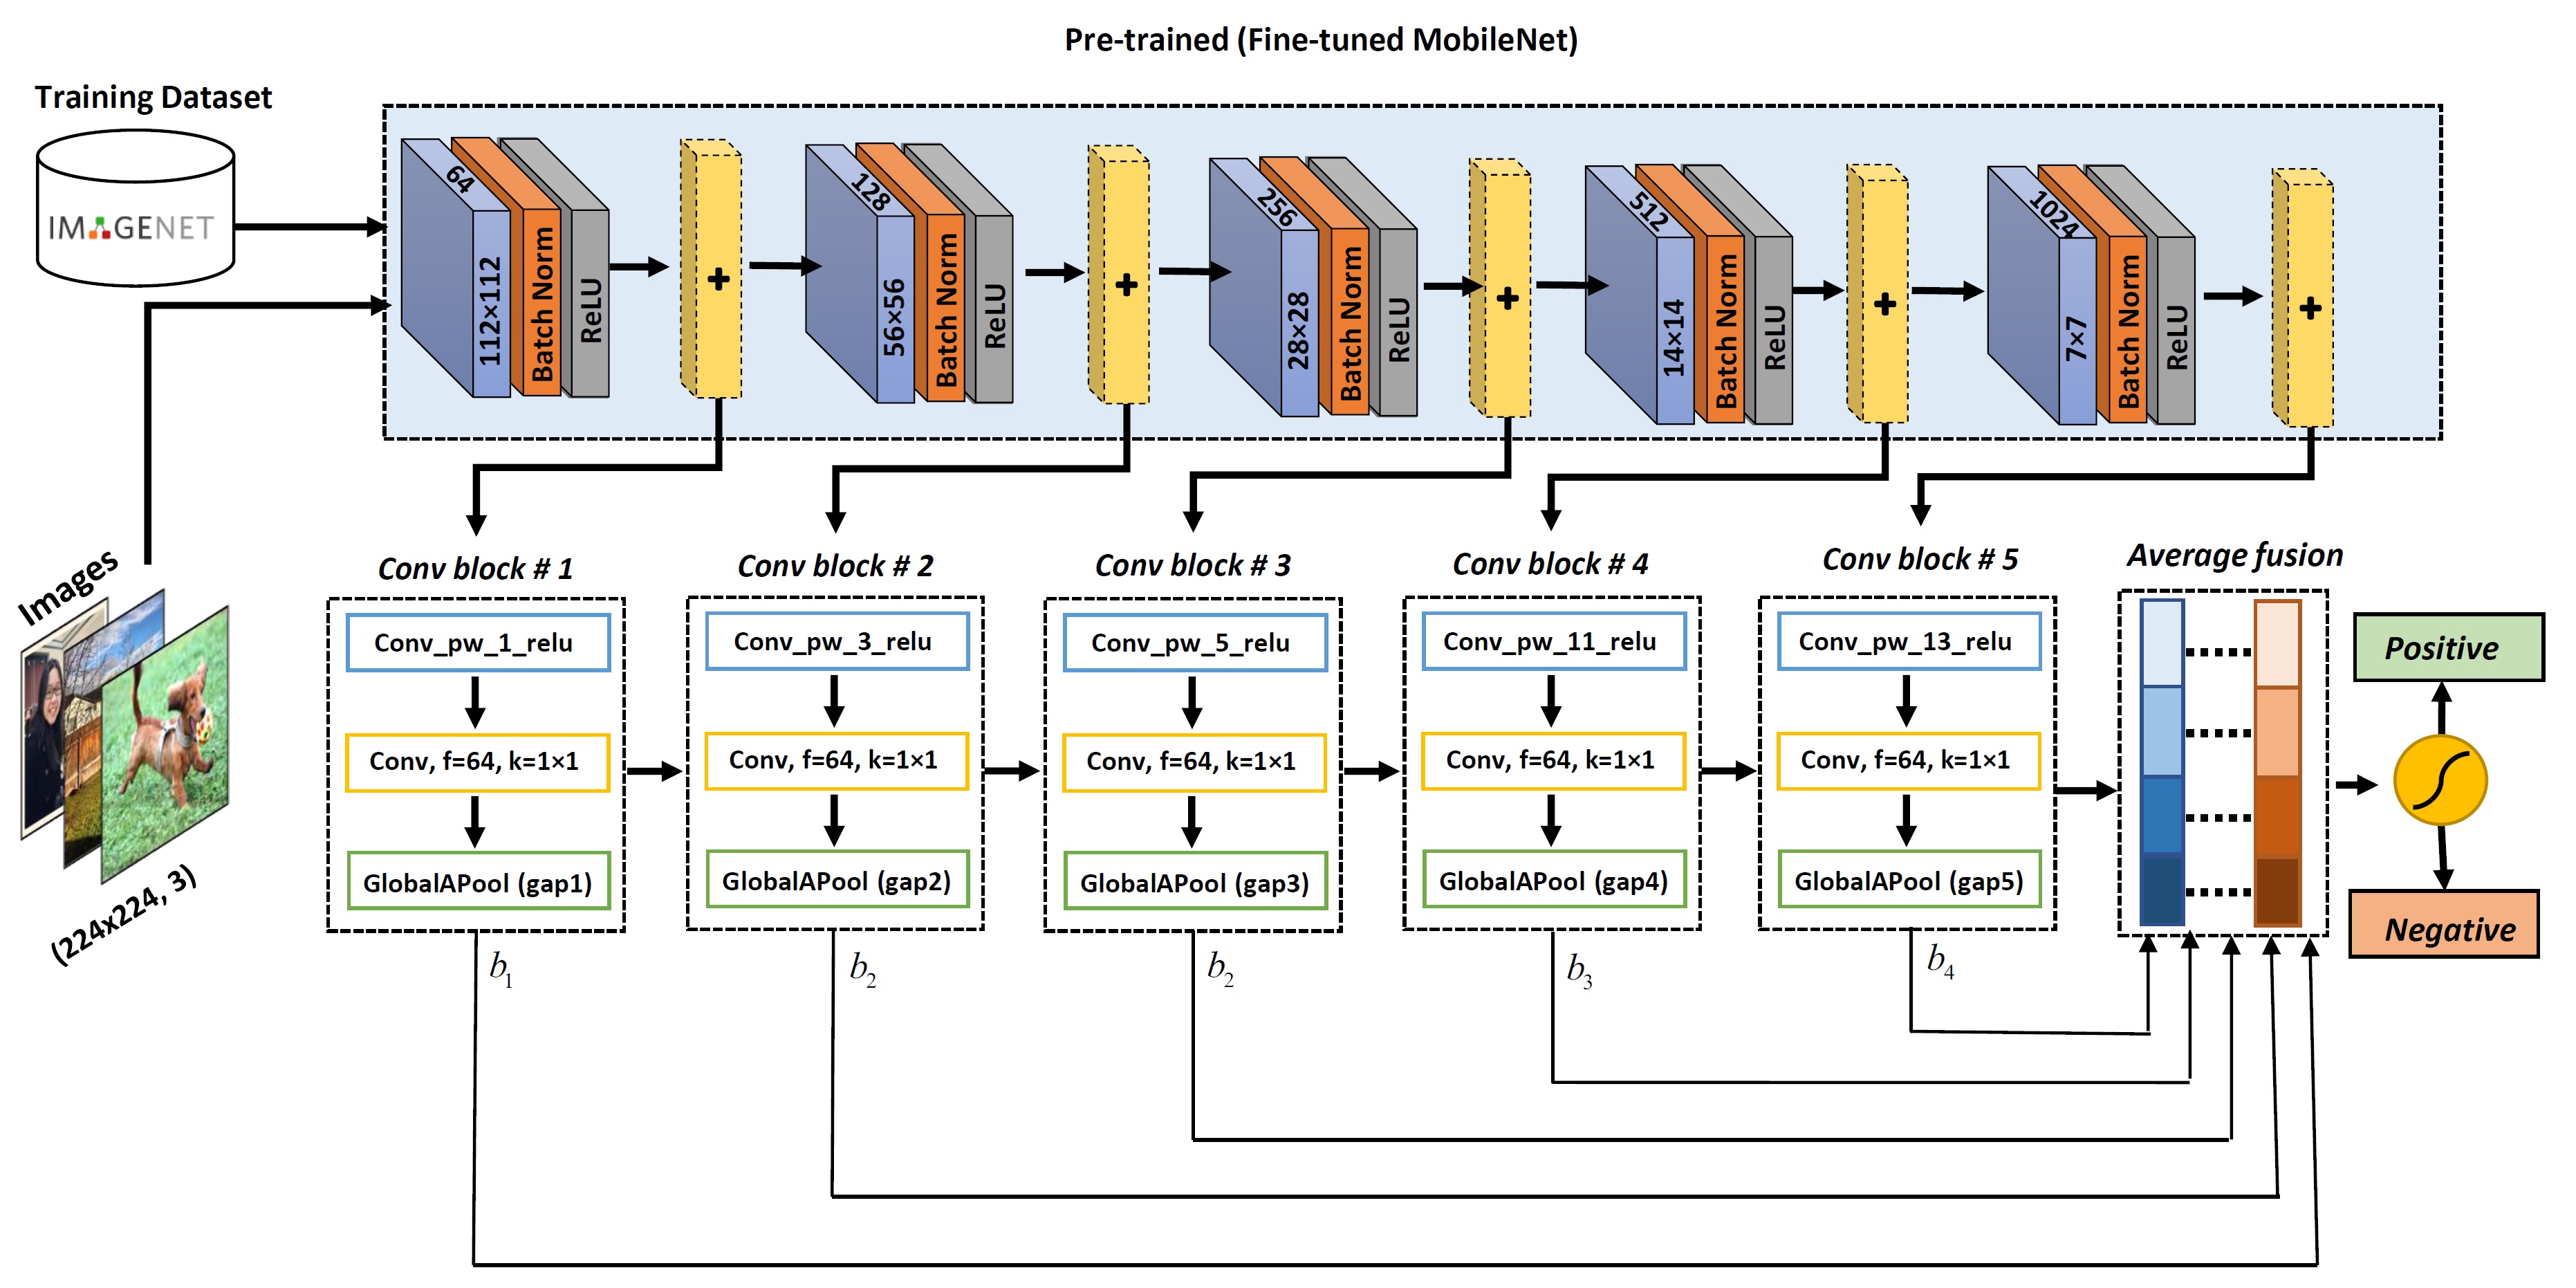 Pre-trained (Fine-tuned MobileNet)
Training Dataset
IMAGENET
64
112×112
Batch Norm
ReLU
+
128
56×56
Batch Norm
ReLU
+
256
28×28
Batch Norm
ReLU
+
512
14×14
Batch Norm
ReLU
+
1024
7×7
Batch Norm
ReLU
+
Images
(224x224, 3)
Conv block # 1
Conv_pw_1_relu
Conv, f=64, k=1×1
GlobalAPool (gap1)
b1
Conv block # 2
Conv_pw_3_relu
Conv, f=64, k=1×1
GlobalAPool (gap2)
b2
Conv block # 3
Conv_pw_5_relu
Conv, f=64, k=1×1
GlobalAPool (gap3)
b2
Conv block # 4
Conv_pw_11_relu
Conv, f=64, k=1×1
GlobalAPool (gap4)
b3
Conv block # 5
Conv_pw_13_relu
Conv, f=64, k=1×1
GlobalAPool (gap5)
b4
Average fusion
Positive
Negative